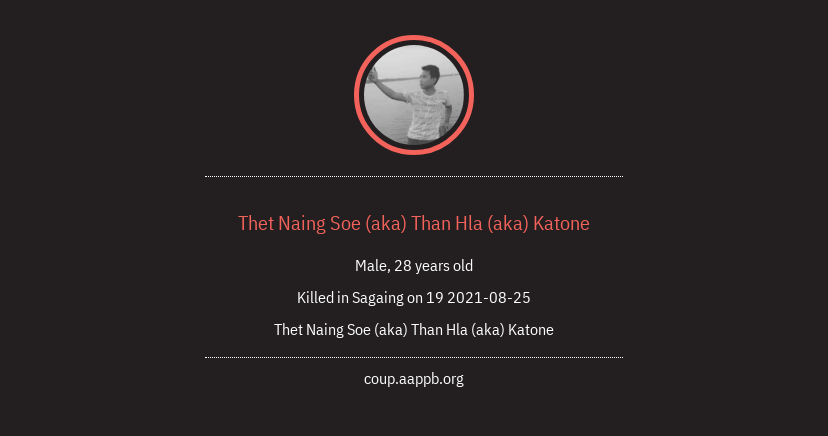 Thet Naing Soe (aka) Than Hla (aka) Katone
Male, 28 years old
Killed in Sagaing on 19 2021-08-25
Thet Naing Soe (aka) Than Hla (aka) Katone
coup.aappb.org